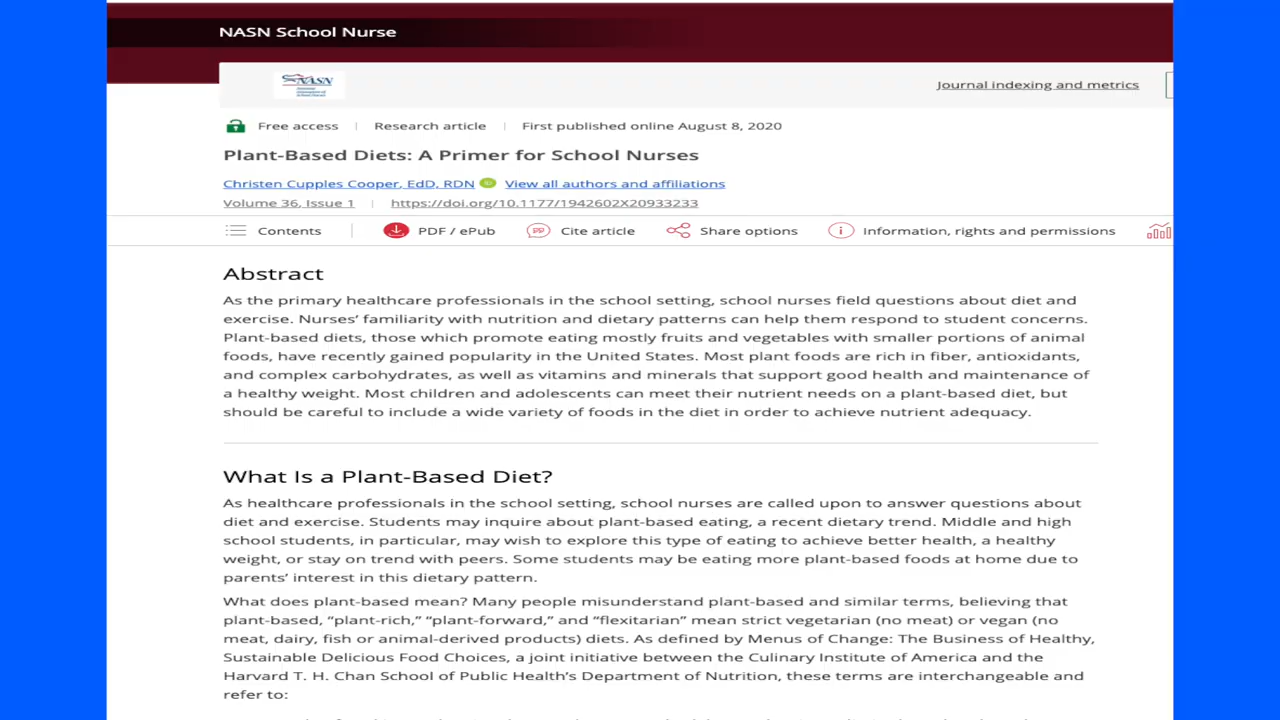 NASN School Nurse
NASN
Journal indexing and metrics
Free access | Research article | First published online August 8, 2020
Plant-Based Diets: A Primer for School Nurses
Christen Cupples Cooper, EdD, RDN View all authors and affiliations
Volume 36, Issue 1 | https://doi.org/10.1177/1942602X20933233
Contents | PDF / ePub Cite article Share options Information, rights and permissions
Abstract
As the primary healthcare professionals in the school setting, school nurses field questions about diet and
exercise. Nurses’ familiarity with nutrition and dietary patterns can help them respond to student concerns.
Plant-based diets, those which promote eating mostly fruits and vegetables with smaller portions of animal
foods, have recently gained popularity in the United States. Most plant foods are rich in fiber, antioxidants,
and complex carbohydrates, as well as vitamins and minerals that support good health and maintenance of
a healthy weight. Most children and adolescents can meet their nutrient needs on a plant-based diet, but
should be careful to include a wide variety of foods in the diet in order to achieve nutrient adequacy.
What Is a Plant-Based Diet?
As healthcare professionals in the school setting, school nurses are called upon to answer questions about
diet and exercise. Students may inquire about plant-based eating, a recent dietary trend. Middle and high
school students, in particular, may wish to explore this type of eating to achieve better health, a healthy
weight, or stay on trend with peers. Some students may be eating more plant-based foods at home due to
parents’ interest in this dietary pattern.
What does plant-based mean? Many people misunderstand plant-based and similar terms, believing that
plant-based, “plant-rich,” “plant-forward,” and “flexitarian” mean strict vegetarian (no meat) or vegan (no
meat, dairy, fish or animal-derived products) diets. As defined by Menus of Change: The Business of Healthy,
Sustainable Delicious Food Choices, a joint initiative between the Culinary Institute of America and the
Harvard T. H. Chan School of Public Health’s Department of Nutrition, these terms are interchangeable and
refer to: